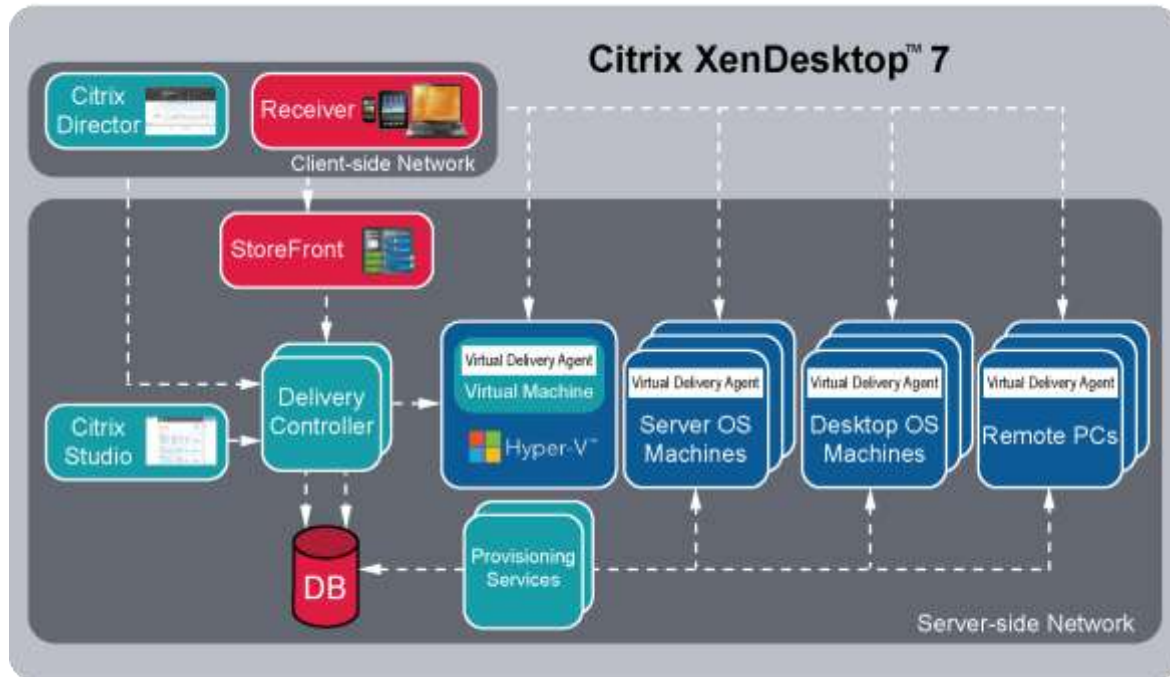 Citrix XenDesktop™ 7
Citrix
Director
Receiver
Client-side Network
StoreFront
Delivery
Controller
Citrix
Studio
DB
Virtual Delivery Agent
Virtual Machine
Hyper-V™
Virtual Delivery Agent
Server OS
Machines
Virtual Delivery Agent
Desktop OS
Machines
Virtual Delivery Agent
Remote PCs
Provisioning
Services
Server-side Network